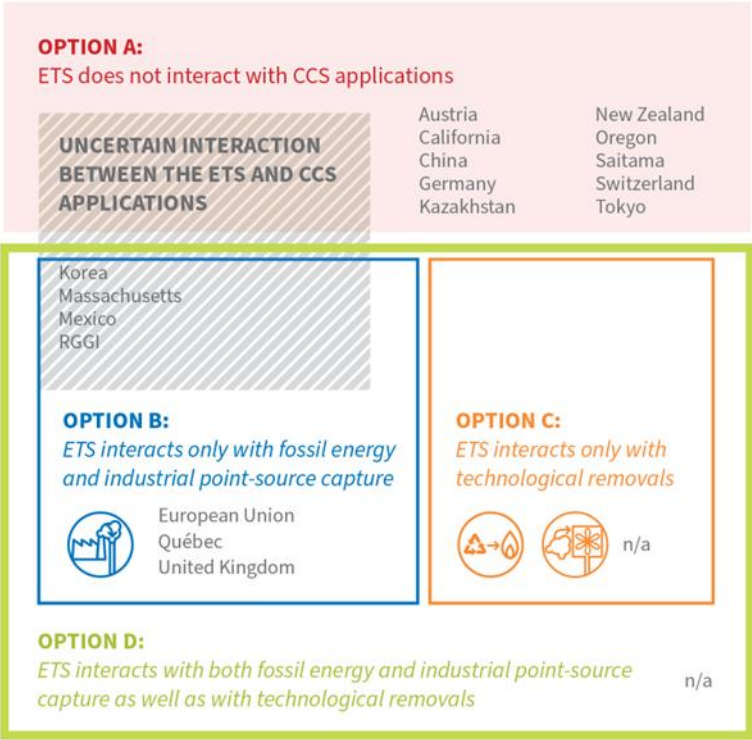 OPTION A:
ETS does not interact with CCS applications
UNCERTAIN INTERACTION
BETWEEN THE ETS AND CCS
APPLICATIONS
Austria
California
China
Germany
Kazakhstan
New Zealand
Oregon
Saitama
Switzerland
Tokyo
Korea
Massachusetts
Mexico
RGGI
OPTION B:
ETS interacts only with fossil energy
and industrial point-source capture
European Union
Québec
United Kingdom
OPTION C:
ETS interacts only with
technological removals
n/a
OPTION D:
ETS interacts with both fossil energy and industrial point-source
capture as well as with technological removals
n/a